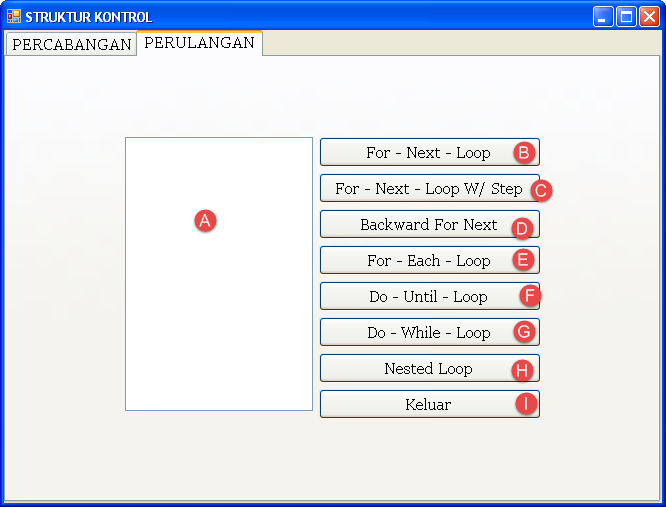 STRUKTUR KONTROL
PERCABANGAN PERULANGAN
A
For - Next - Loop B
For - Next - Loop W/ Step C
Backward For Next D
For - Each - Loop E
Do - Until - Loop F
Do - While - Loop G
Nested Loop H
Keluar I